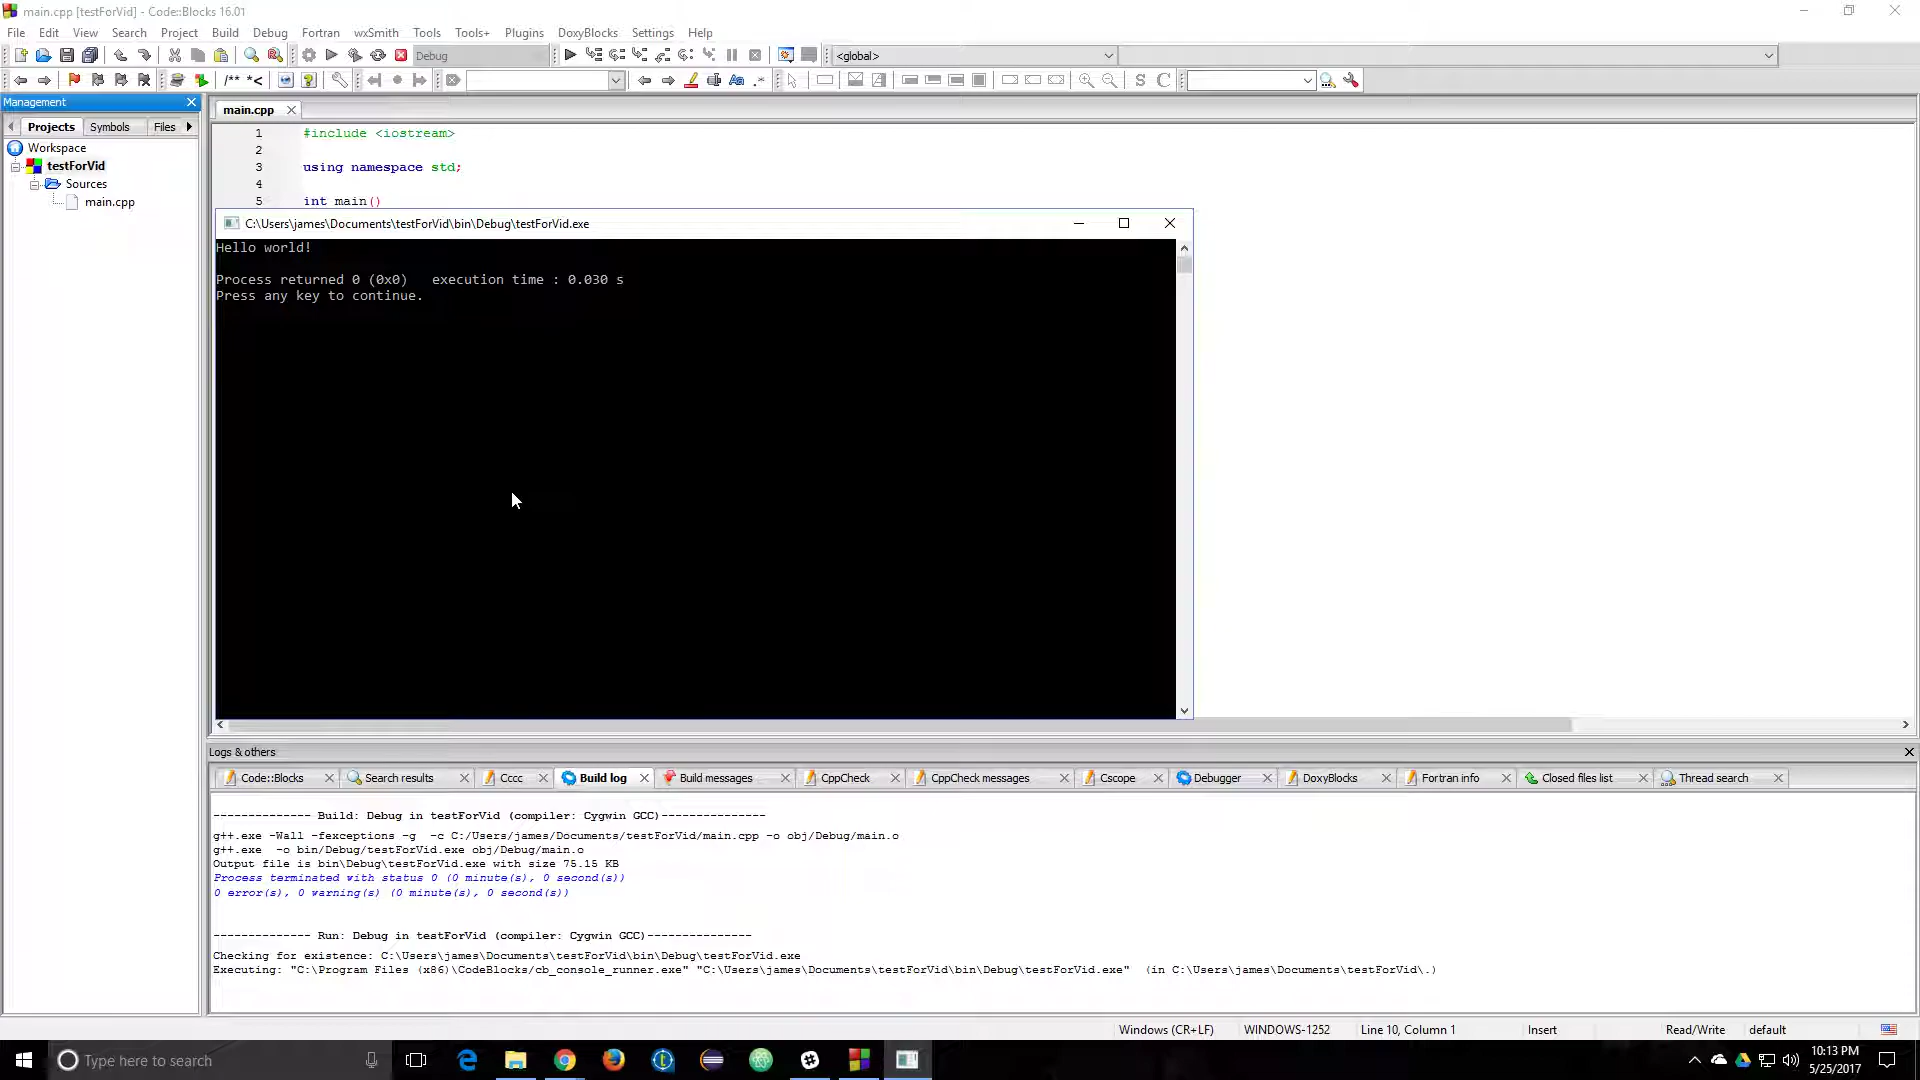 main.cpp [testForVid] - Code::Blocks 16.01
File Edit View Search Project Build Debug Fortran wxSmith Tools Tools+ Plugins DoxyBlocks Settings Help
Debug <global>
/** *< .* S C
Management
main.cpp
Projects Symbols Files
Workspace
testForVid
Sources
main.cpp
1 #include <iostream>
2
3 using namespace std;
4
5 int main()
C:\Users\james\Documents\testForVid\bin\Debug\testForVid.exe
Hello world!
Process returned 0 (0x0)   execution time : 0.030 s
Press any key to continue.
Logs & others
Code::Blocks Search results Cccc Build log Build messages CppCheck CppCheck messages Cscope Debugger DoxyBlocks Fortran info Closed files list Thread search
-------------- Build: Debug in testForVid (compiler: Cygwin GCC)---------------
g++.exe -Wall -fexceptions -g  -c C:/Users/james/Documents/testForVid/main.cpp -o obj/Debug/main.o
g++.exe  -o bin/Debug/testForVid.exe obj/Debug/main.o
Output file is bin\Debug\testForVid.exe with size 75.15 KB
Process terminated with status 0 (0 minute(s), 0 second(s))
0 error(s), 0 warning(s) (0 minute(s), 0 second(s))
-------------- Run: Debug in testForVid (compiler: Cygwin GCC)---------------
Checking for existence: C:\Users\james\Documents\testForVid\bin\Debug\testForVid.exe
Executing: "C:\Program Files (x86)\CodeBlocks/cb_console_runner.exe" "C:\Users\james\Documents\testForVid\bin\Debug\testForVid.exe"  (in C:\Users\james\Documents\testForVid\.)
Windows (CR+LF) WINDOWS-1252 Line 10, Column 1 Insert Read/Write default
Type here to search
10:13 PM
5/25/2017